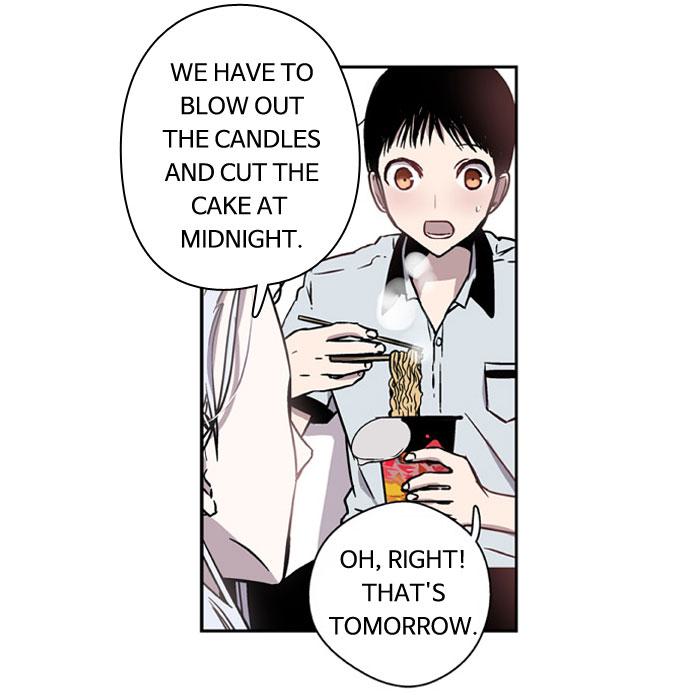 WE HAVE TO
BLOW OUT
THE CANDLES
AND CUT THE
CAKE AT
MIDNIGHT.
OH, RIGHT!
THAT'S
TOMORROW.